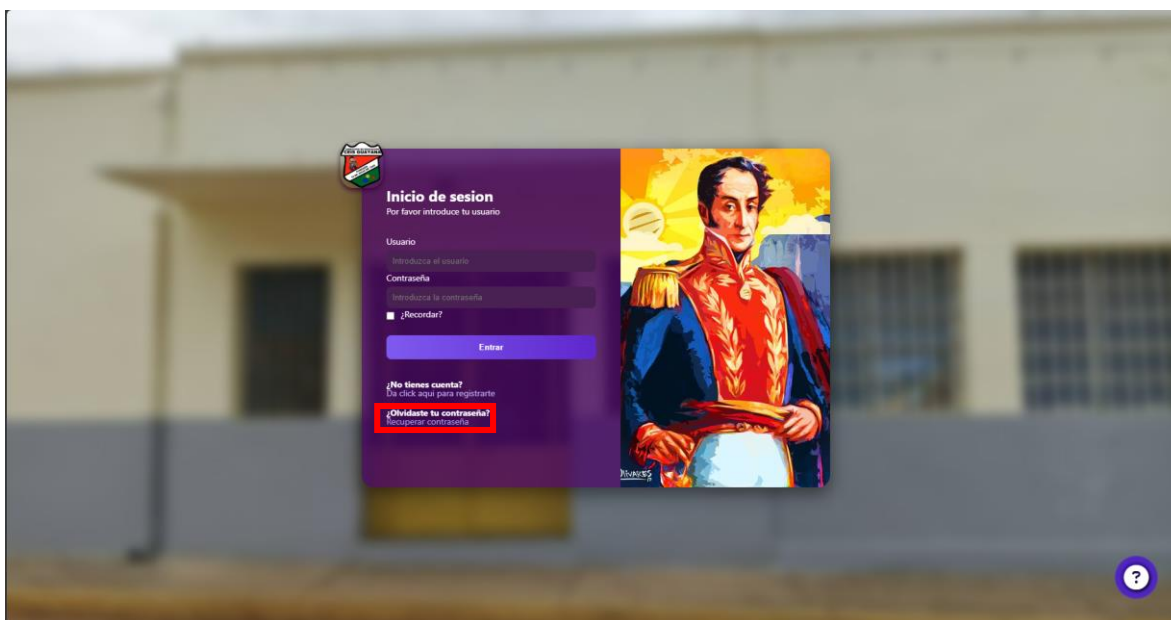 Inicio de sesion
Por favor introduce tu usuario
Usuario
Introduzca el usuario
Contraseña
Introduzca la contraseña
¿Recordar?
Entrar
¿No tienes cuenta?
Da click aqui para registrarte
¿Olvidaste tu contraseña?
Recuperar contraseña
?